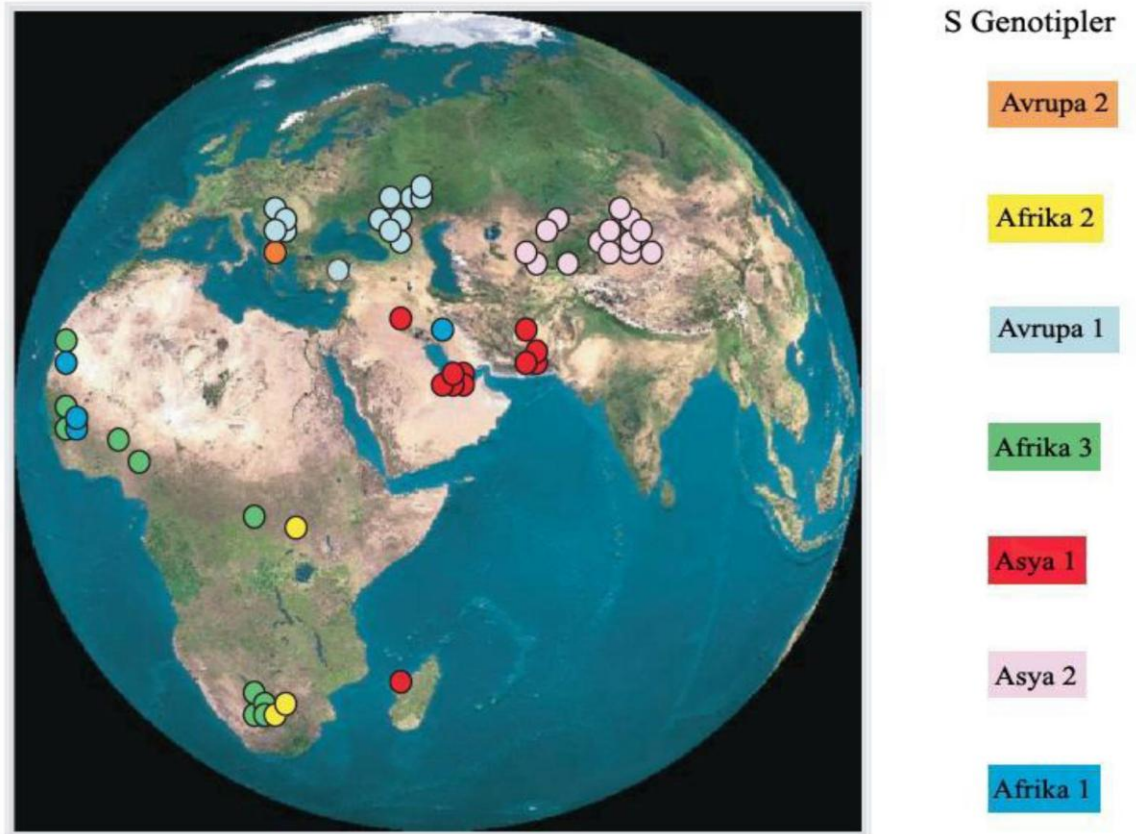 S Genotipler
Avrupa 2
Afrika 2
Avrupa 1
Afrika 3
Asya 1
Asya 2
Afrika 1